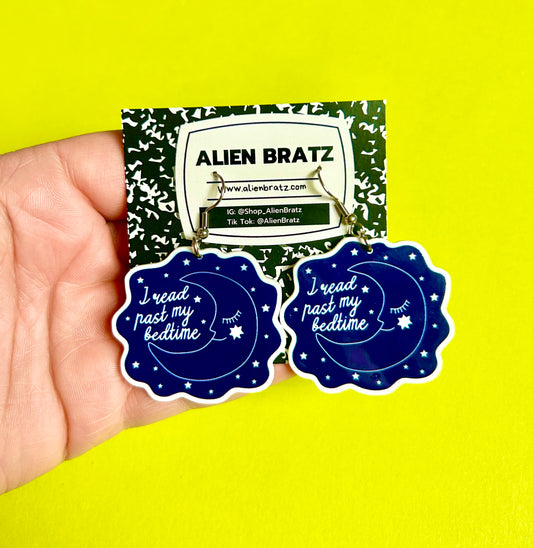 ALIEN BRATZ
www.alienbratz.com
IG: @Shop_AlienBratz
Tik Tok: @AlienBratz
I read
past my
bedtime
I read
past my
bedtime